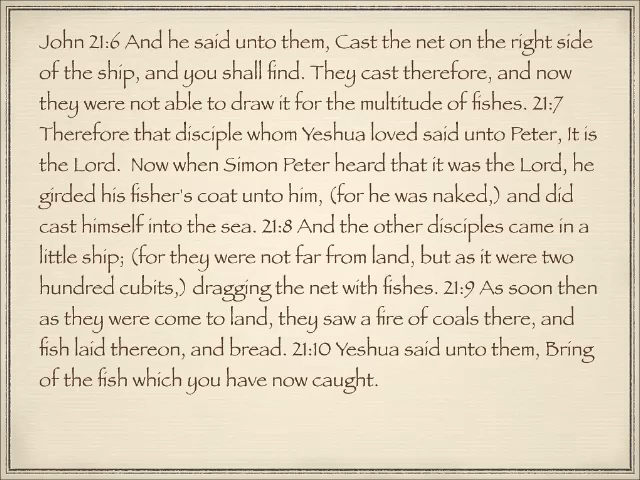 John 21:6 And he said unto them, Cast the net on the right side
of the ship, and you shall find. They cast therefore, and now
they were not able to draw it for the multitude of fishes. 21:7
Therefore that disciple whom Yeshua loved said unto Peter, It is
the Lord.  Now when Simon Peter heard that it was the Lord, he
girded his fisher's coat unto him, (for he was naked,) and did
cast himself into the sea. 21:8 And the other disciples came in a
little ship; (for they were not far from land, but as it were two
hundred cubits,) dragging the net with fishes. 21:9 As soon then
as they were come to land, they saw a fire of coals there, and
fish laid thereon, and bread. 21:10 Yeshua said unto them, Bring
of the fish which you have now caught.